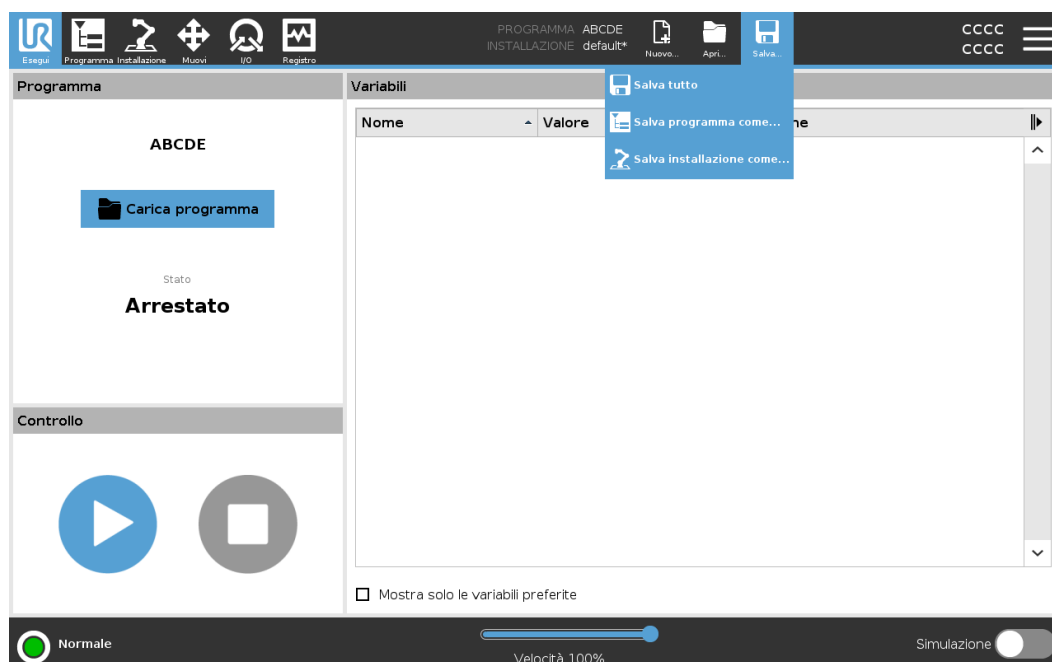 UR
PROGRAMMA ABCDE
INSTALLAZIONE default*
Esegui Programma Installazione Muovi I/O Registro
Nuovo... Apri... Salva...
CCCC
CCCC
Salva tutto
Salva programma come...
Salva installazione come...
Programma
ABCDE
Carica programma
Stato
Arrestato
Controllo
Variabili
Nome Valore ne
Mostra solo le variabili preferite
Normale
Velocità 100%
Simulazione